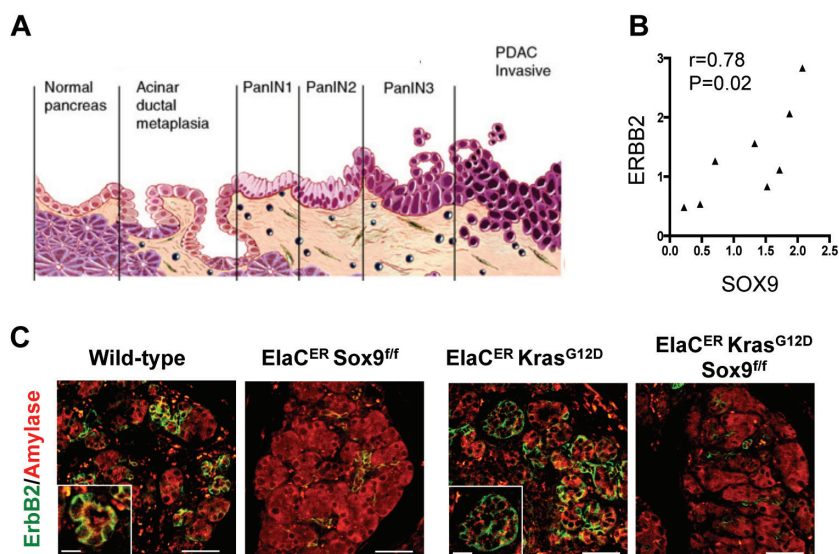 A
Normal
pancreas
Acinar
ductal
metaplasia
PanIN1
PanIN2
PanIN3
PDAC
Invasive
B
r=0.78
P=0.02
ERBB2
3
2
1
0
0.0
0.5
1.0
1.5
2.0
2.5
SOX9
C
Wild-type
ElaC^ER Sox9^f/f
ElaC^ER Kras^G12D
ElaC^ER Kras^G12D
Sox9^f/f
ErbB2/Amylase